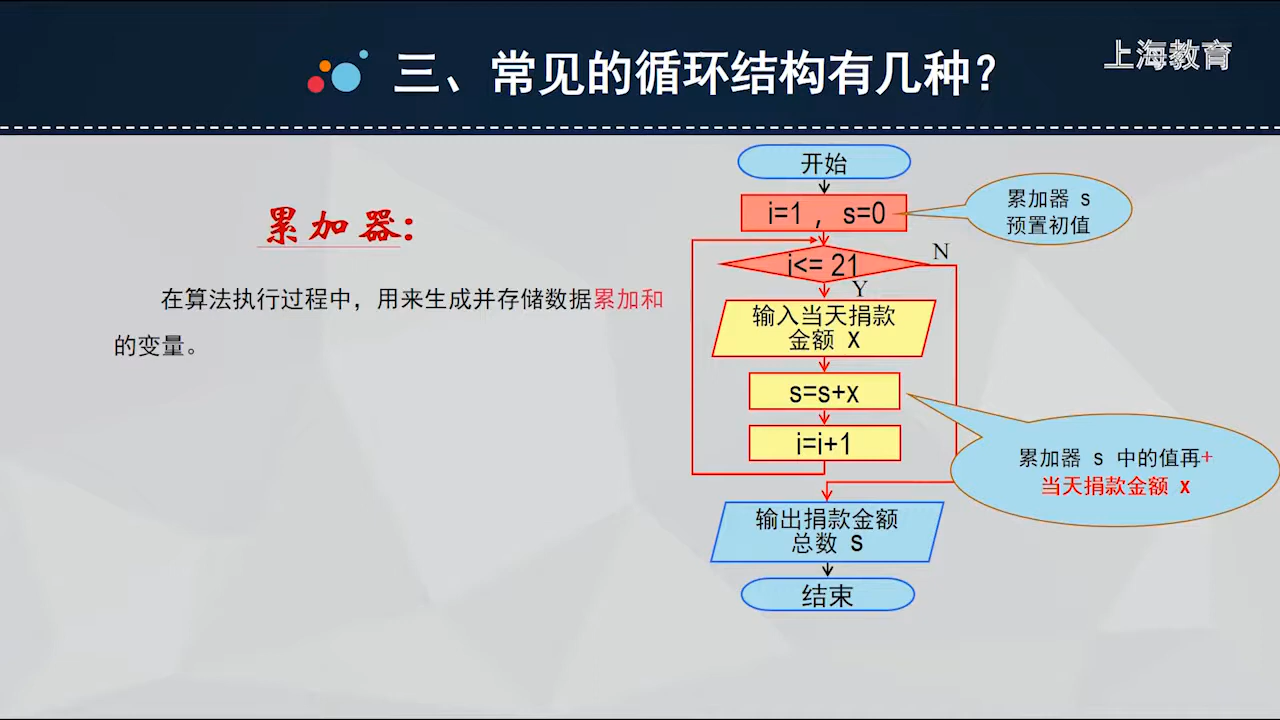 三、常见的循环结构有几种？
上海教育
累加器：
在算法执行过程中，用来生成并存储数据累加和
的变量。
开始
i=1 ，s=0
累加器 s
预置初值
i<= 21
N
Y
输入当天捐款
金额 X
s=s+x
i=i+1
累加器 s 中的值再+
当天捐款金额 x
输出捐款金额
总数 S
结束